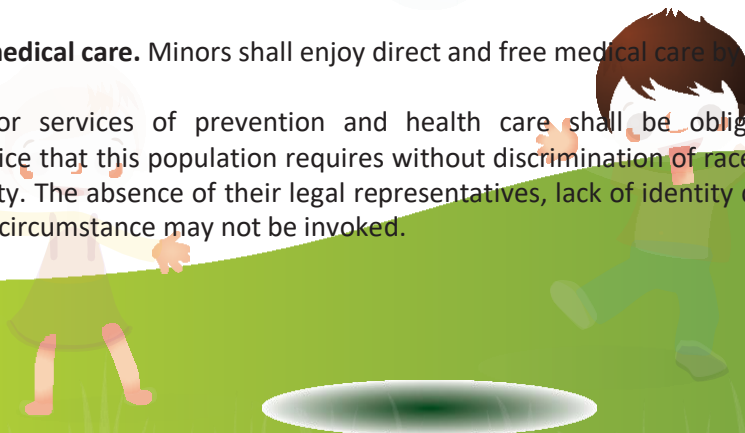 medical care. Minors shall enjoy direct and free medical care by
or services of prevention and health care shall be oblig
ice that this population requires without discrimination of race
ty. The absence of their legal representatives, lack of identity
circumstance may not be invoked.